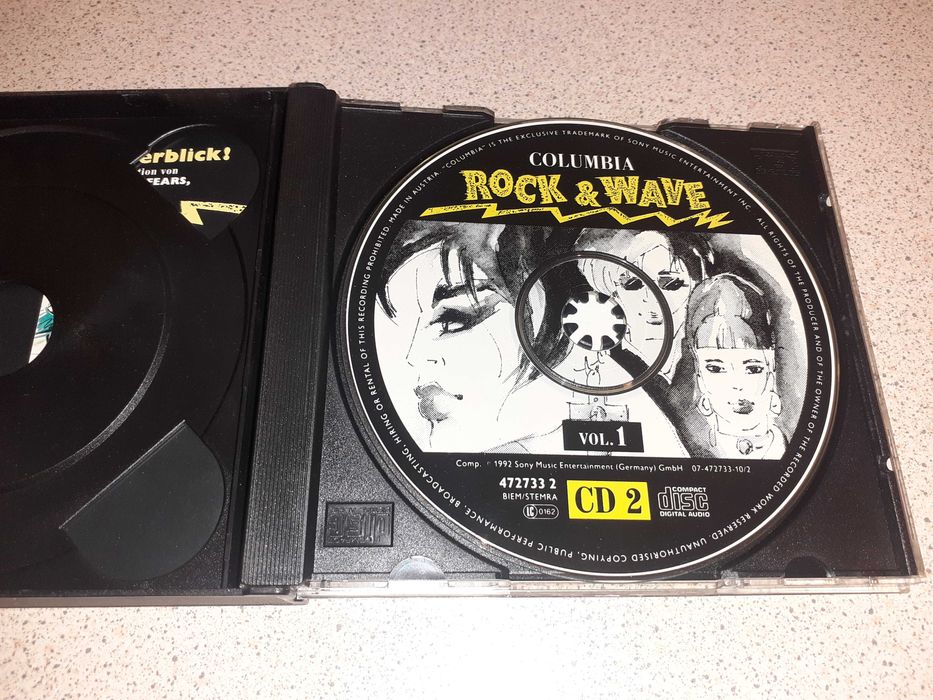 erblick!
tion von
FEARS,
COLUMBIA
ROCK & WAVE
VOL.1
Comp. ℗ 1992 Sony Music Entertainment (Germany) GmbH 07-472733-10/2
472733 2
BIEM/STEMRA
LC 0162
CD 2
COMPACT
disc
DIGITAL AUDIO
MADE IN AUSTRIA. "COLUMBIA" IS THE EXCLUSIVE TRADEMARK OF SONY MUSIC ENTERTAINMENT INC. ALL RIGHTS OF THE PRODUCER AND OF THE OWNER OF THE RECORDED WORK RESERVED. UNAUTHORISED COPYING, PUBLIC PERFORMANCE, BROADCASTING, HIRING OR RENTAL OF THIS RECORDING PROHIBITED.